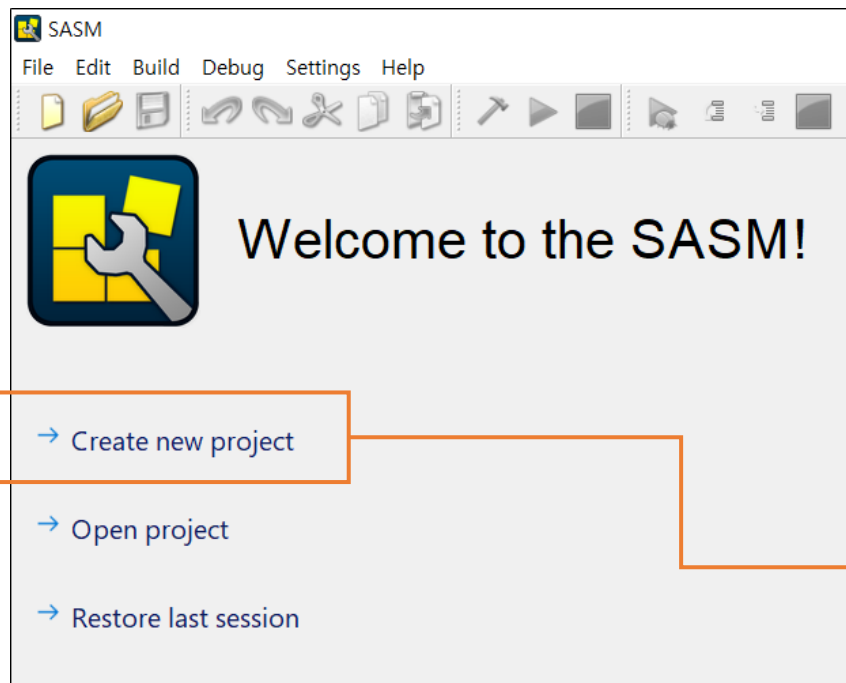 SASM
File Edit Build Debug Settings Help
Welcome to the SASM!
Create new project
Open project
Restore last session